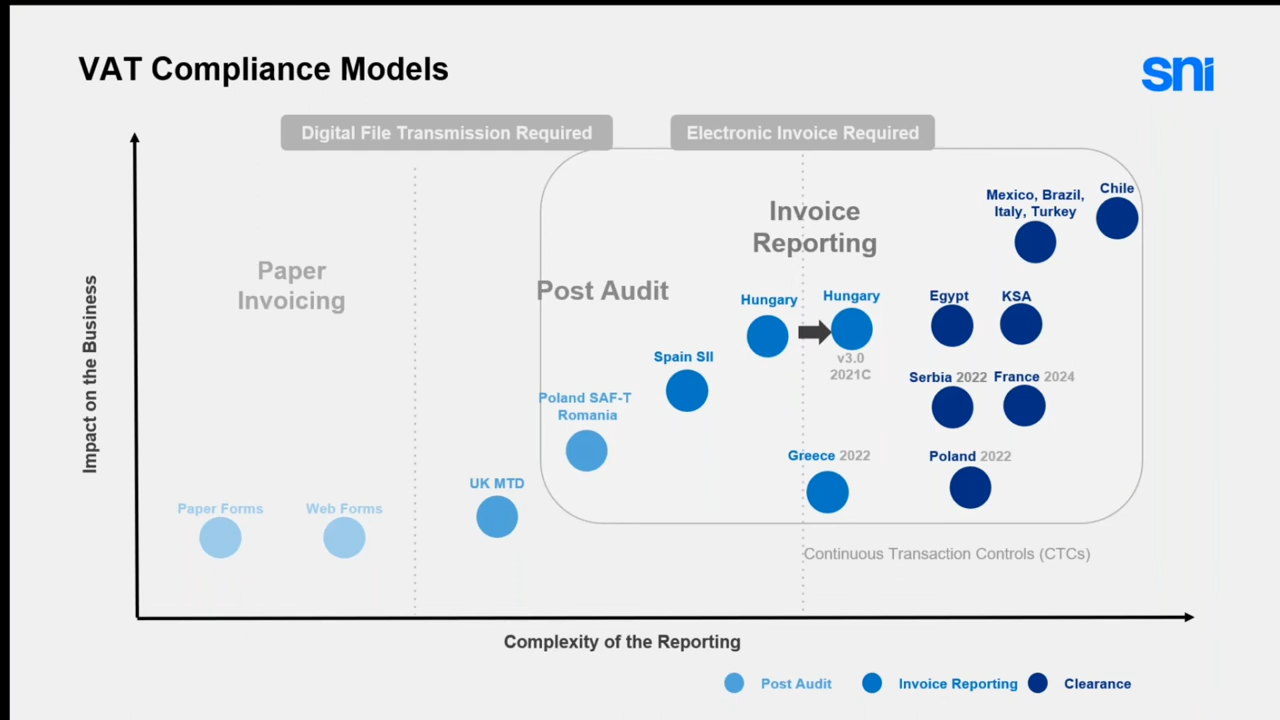 VAT Compliance Models
sni
Digital File Transmission Required
Electronic Invoice Required
Impact on the Business
Paper
Invoicing
Post Audit
Invoice
Reporting
Paper Forms
Web Forms
UK MTD
Poland SAF-T
Romania
Spain SII
Hungary
Hungary
v3.0
2021C
Greece 2022
Mexico, Brazil,
Italy, Turkey
Chile
Egypt
KSA
Serbia 2022
France 2024
Poland 2022
Continuous Transaction Controls (CTCs)
Complexity of the Reporting
Post Audit
Invoice Reporting
Clearance